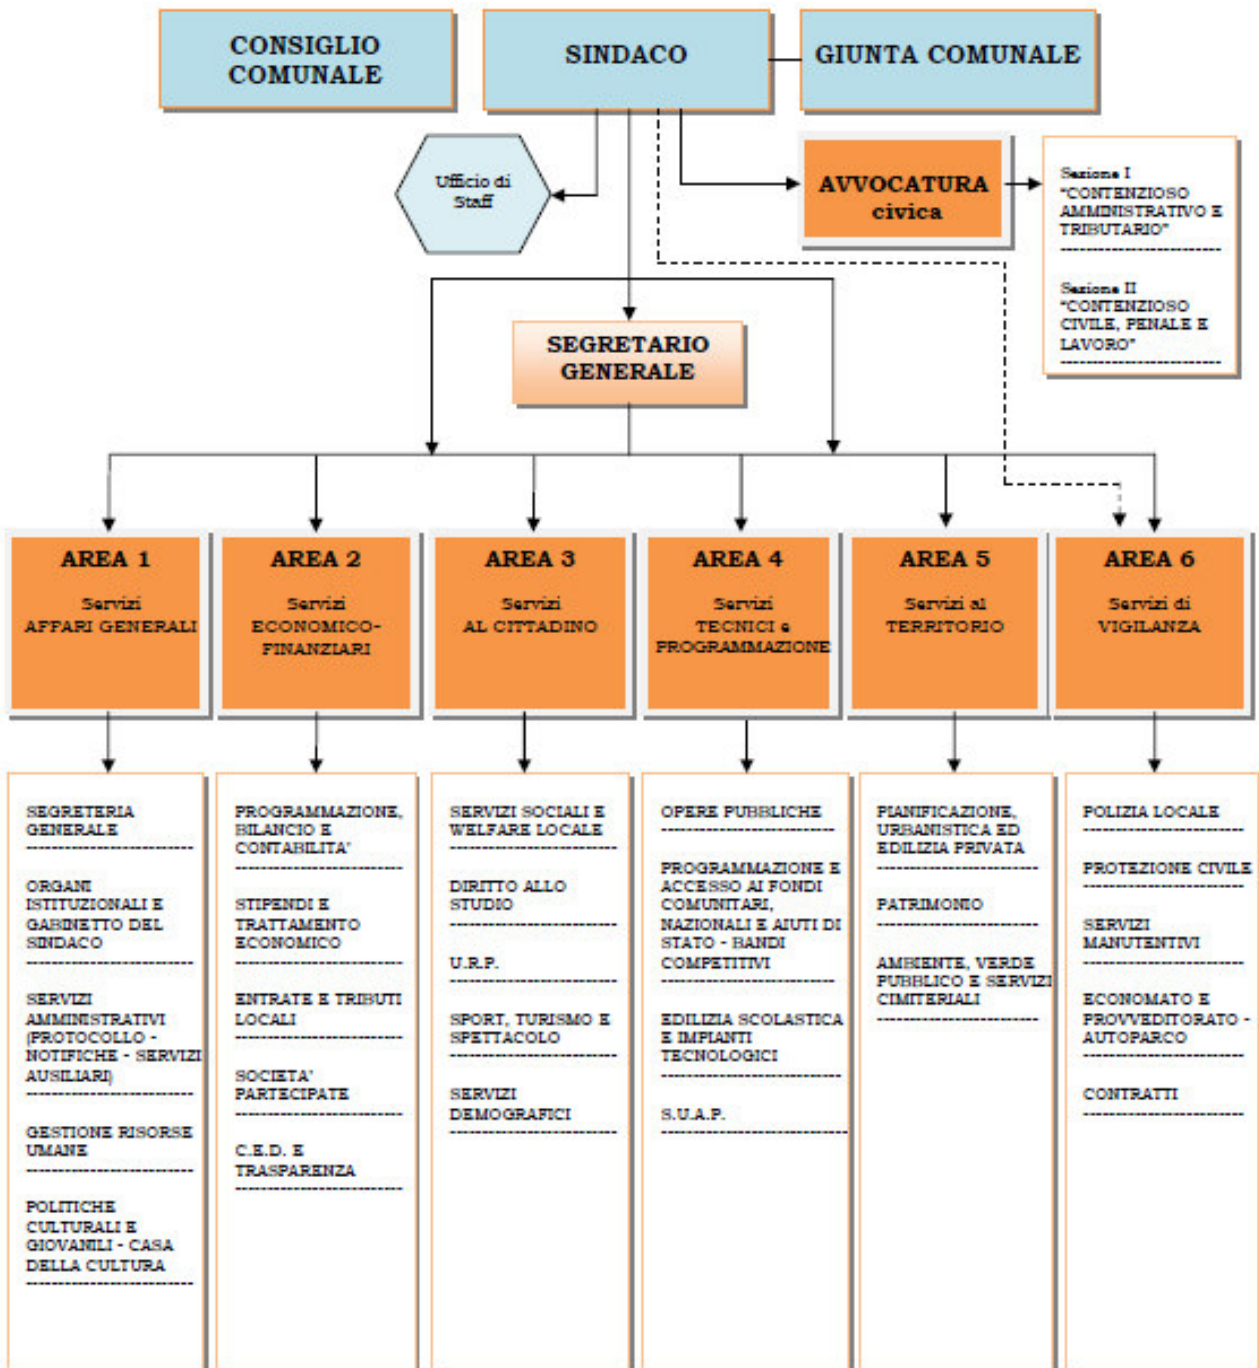 CONSIGLIO
COMUNALE
SINDACO
GIUNTA COMUNALE
Ufficio di
Staff
AVVOCATURA
civica
Sezione I
"CONTENZIOSO
AMMINISTRATIVO E
TRIBUTARIO"
Sezione II
"CONTENZIOSO
CIVILE, PENALE E
LAVORO"
SEGRETARIO
GENERALE
AREA 1
Servizi
AFFARI GENERALI
AREA 2
Servizi
ECONOMICO-
FINANZIARI
AREA 3
Servizi
AL CITTADINO
AREA 4
Servizi
TECNICI e
PROGRAMMAZIONE
AREA 5
Servizi al
TERRITORIO
AREA 6
Servizi di
VIGILANZA
SEGRETERIA
GENERALE
ORGANI
ISTITUZIONALI E
GABINETTO DEL
SINDACO
SERVIZI
AMMINISTRATIVI
(PROTOCOLLO -
NOTIFICHE - SERVIZI
AUSILIARI)
GESTIONE RISORSE
UMANE
POLITICHE
CULTURALI E
GIOVANILI - CASA
DELLA CULTURA
PROGRAMMAZIONE,
BILANCIO E
CONTABILITA'
STIPENDI E
TRATTAMENTO
ECONOMICO
ENTRATE E TRIBUTI
LOCALI
SOCIETA'
PARTECIPATE
C.E.D. E
TRASPARENZA
SERVIZI SOCIALI E
WELFARE LOCALE
DIRITTO ALLO
STUDIO
U.R.P.
SPORT, TURISMO E
SPETTACOLO
SERVIZI
DEMOGRAFICI
OPERE PUBBLICHE
PROGRAMMAZIONE E
ACCESSO AI FONDI
COMUNITARI,
NAZIONALI E AIUTI DI
STATO - BANDI
COMPETITIVI
EDILIZIA SCOLASTICA
E IMPIANTI
TECNOLOGICI
S.U.A.P.
PIANIFICAZIONE,
URBANISTICA ED
EDILIZIA PRIVATA
PATRIMONIO
AMBIENTE, VERDE
PUBBLICO E SERVIZI
CIMITERIALI
POLIZIA LOCALE
PROTEZIONE CIVILE
SERVIZI
MANUTENTIVI
ECONOMATO E
PROVVEDITORATO -
AUTOPARCO
CONTRATTI